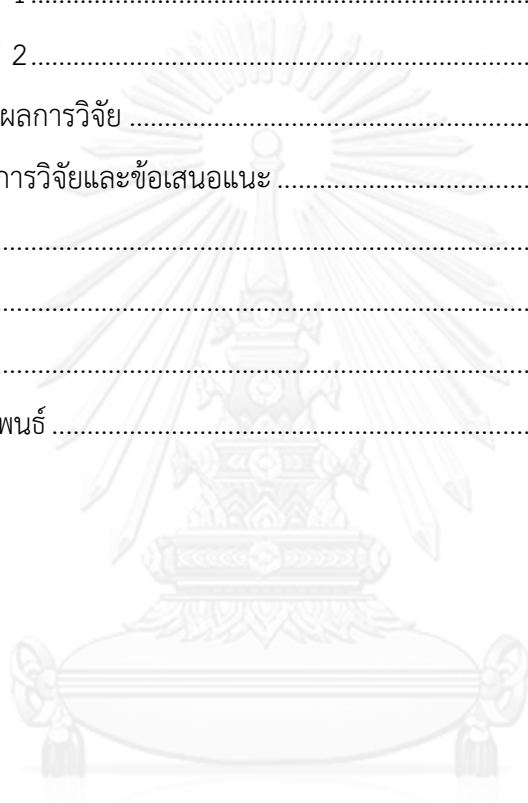 1..........................................................................
2..........................................................................
ผลการวิจัย.........................................................
การวิจัยและข้อเสนอแนะ....................................
...........................................................................
...........................................................................
...........................................................................
พนธ์....................................................................